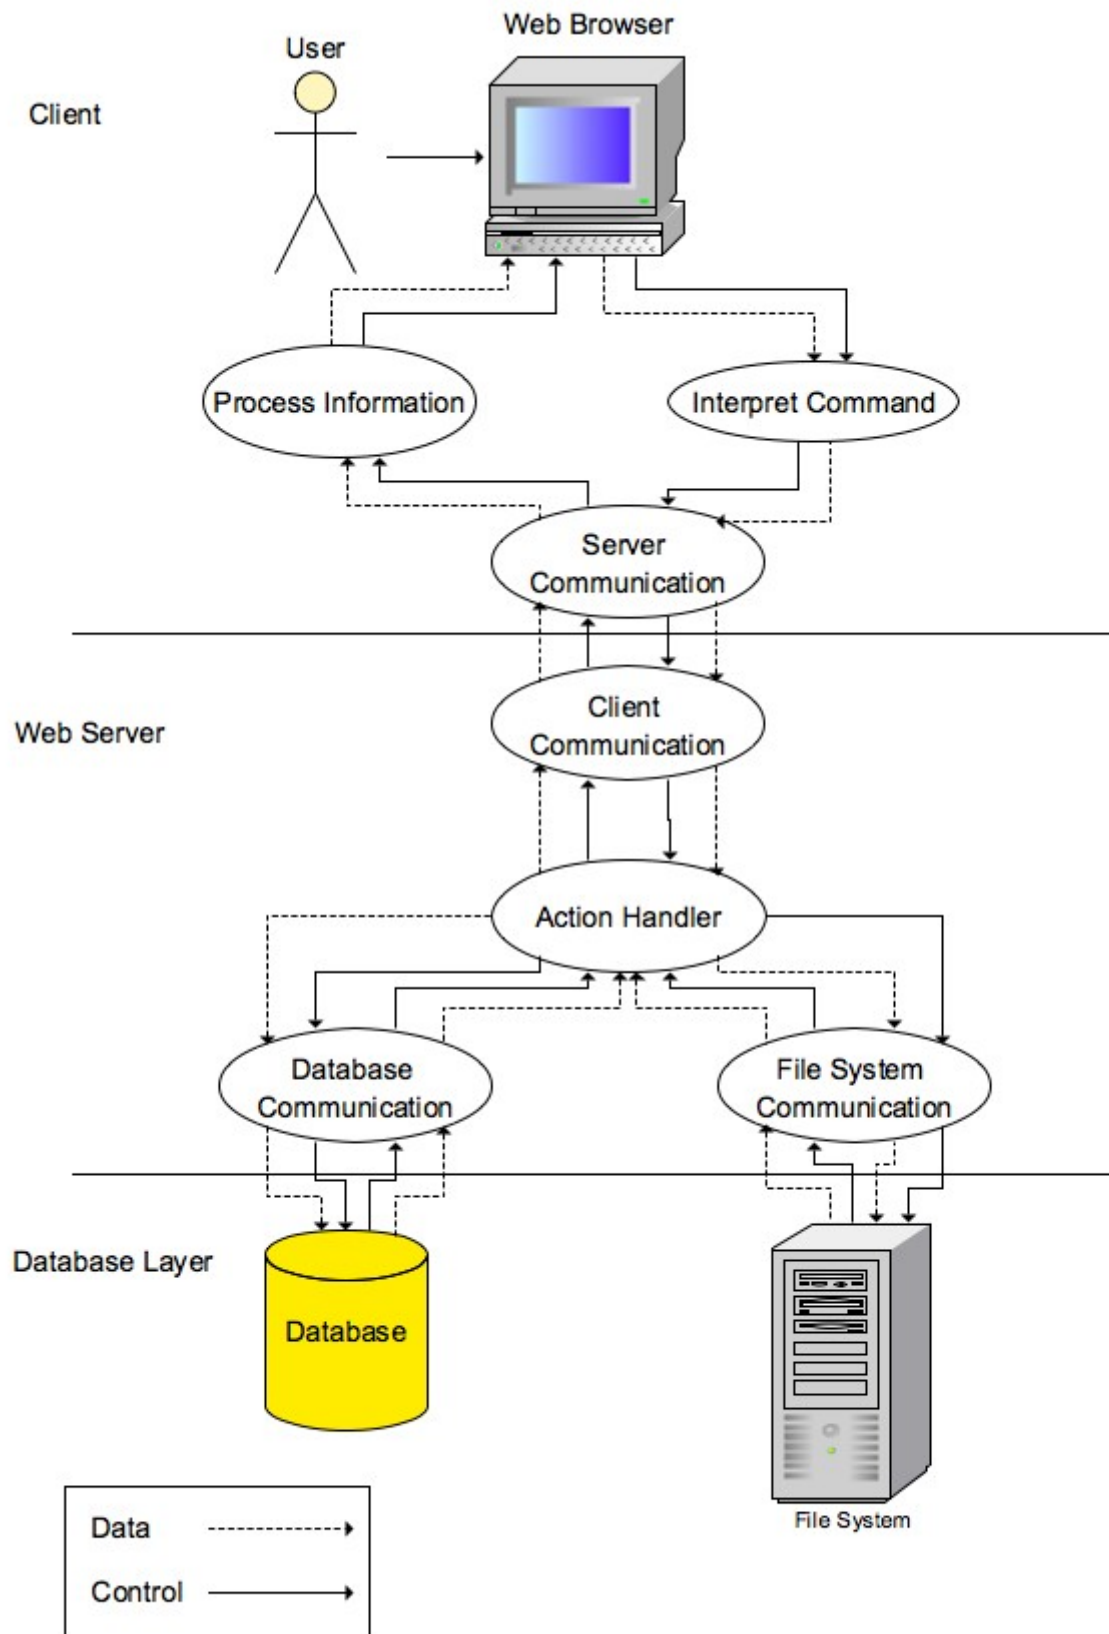 Web Browser
User
Client
Process Information
Interpret Command
Server
Communication
Client
Communication
Web Server
Action Handler
Database
Communication
File System
Communication
Database Layer
Database
File System
Data
Control